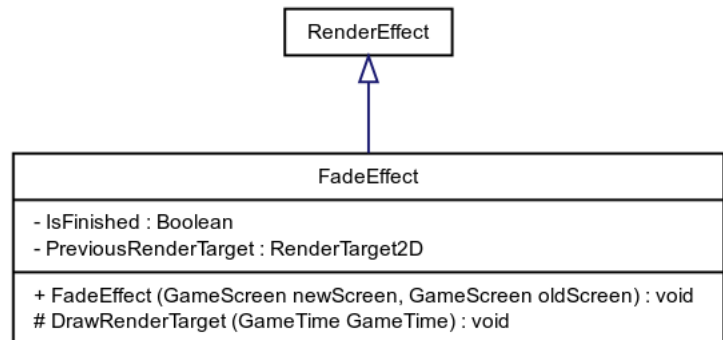 RenderEffect
FadeEffect
- IsFinished : Boolean
- PreviousRenderTarget : RenderTarget2D
+ FadeEffect (GameScreen newScreen, GameScreen oldScreen) : void
# DrawRenderTarget (GameTime GameTime) : void